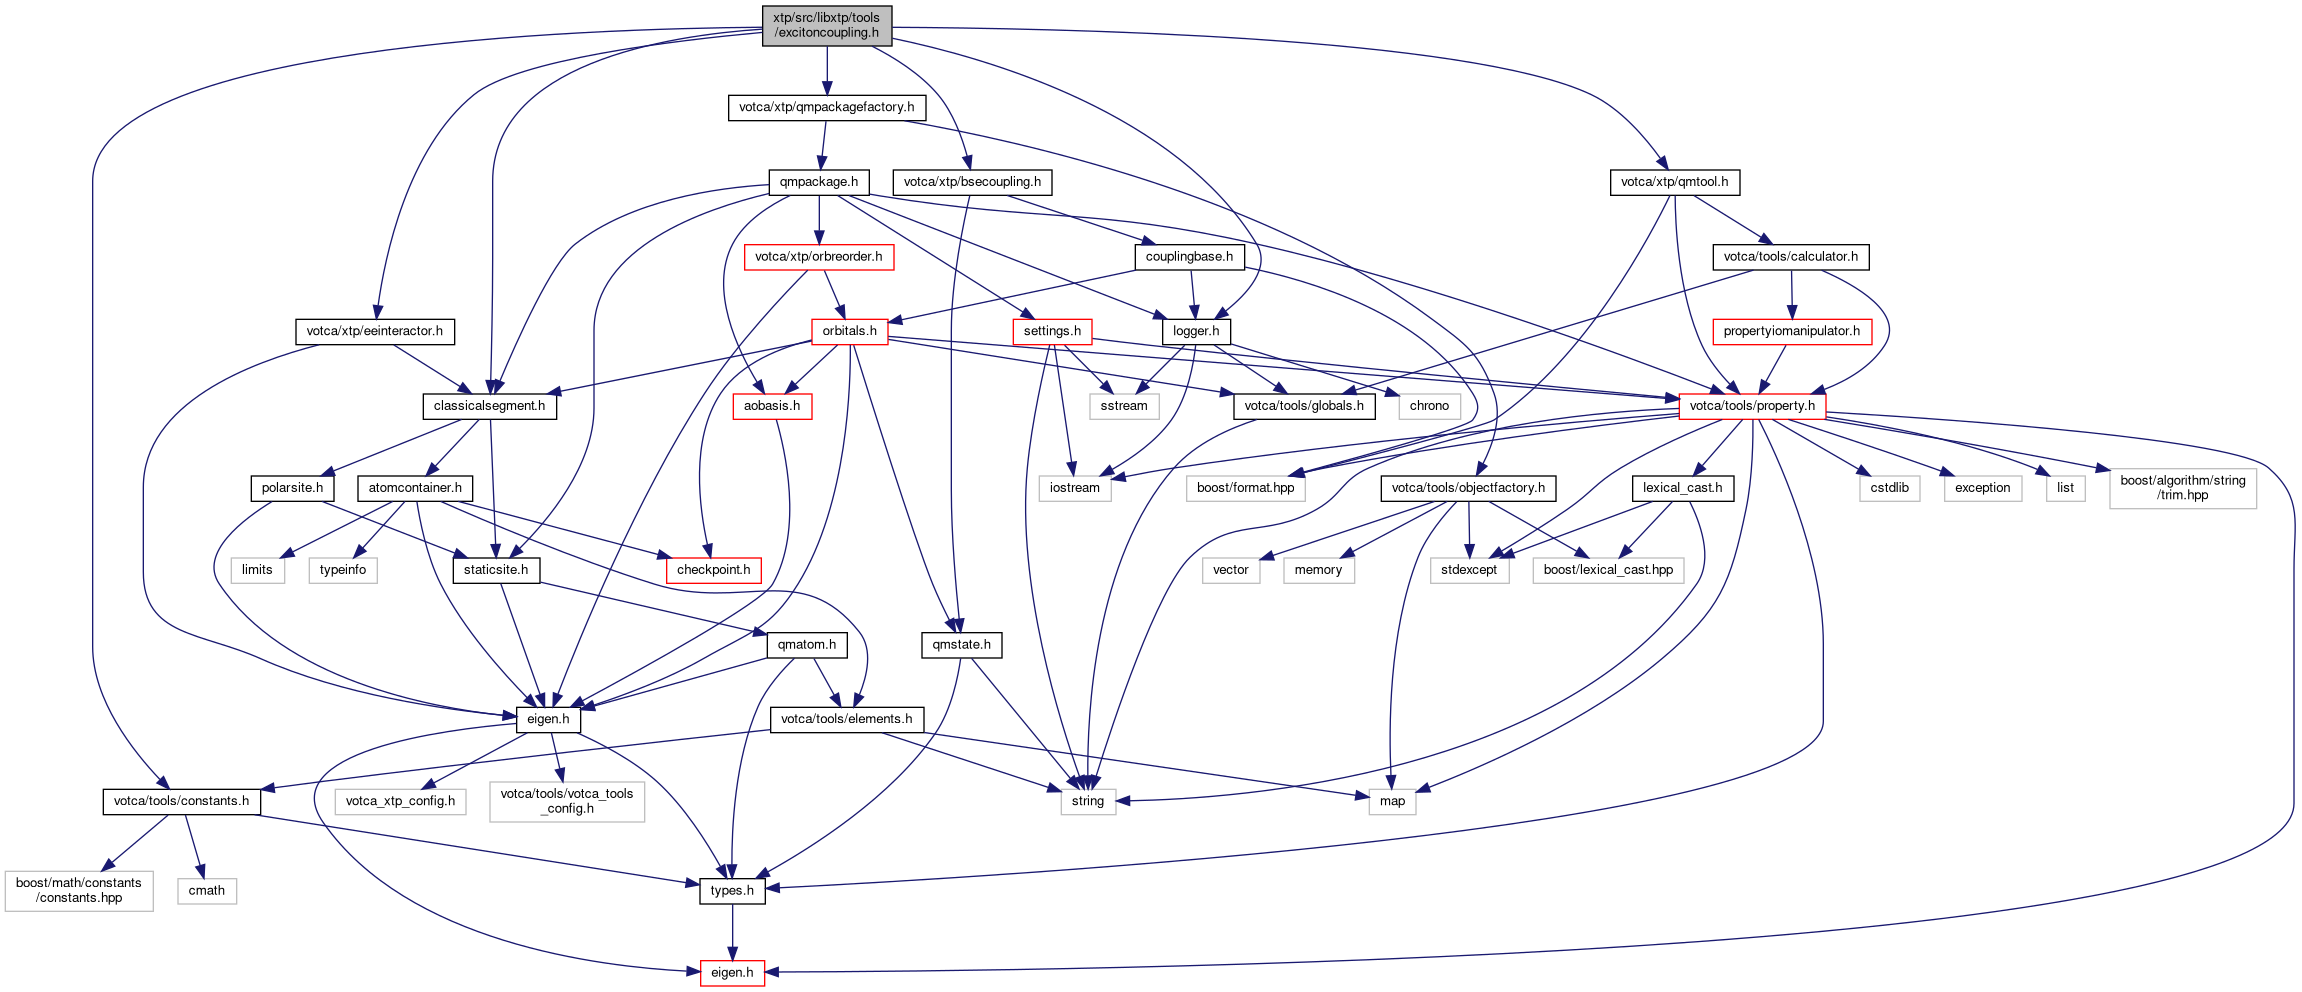 xtp/src/libxtp/tools
/excitoncoupling.h
votca/xtp/qmpackagefactory.h
qmpackage.h
votca/xtp/bsecoupling.h
votca/xtp/qmtool.h
votca/xtp/orbreorder.h
couplingbase.h
votca/tools/calculator.h
votca/xtp/eeinteractor.h
orbitals.h
settings.h
logger.h
propertyiomanipulator.h
classicalsegment.h
aobasis.h
sstream
votca/tools/globals.h
chrono
votca/tools/property.h
polarsite.h
atomcontainer.h
iostream
boost/format.hpp
votca/tools/objectfactory.h
lexical_cast.h
cstdlib
exception
list
boost/algorithm/string
/trim.hpp
limits
typeinfo
staticsite.h
checkpoint.h
vector
memory
stdexcept
boost/lexical_cast.hpp
qmatom.h
qmstate.h
eigen.h
votca/tools/elements.h
votca/tools/constants.h
votca_xtp_config.h
votca/tools/votca_tools
_config.h
string
map
boost/math/constants
/constants.hpp
cmath
types.h
eigen.h